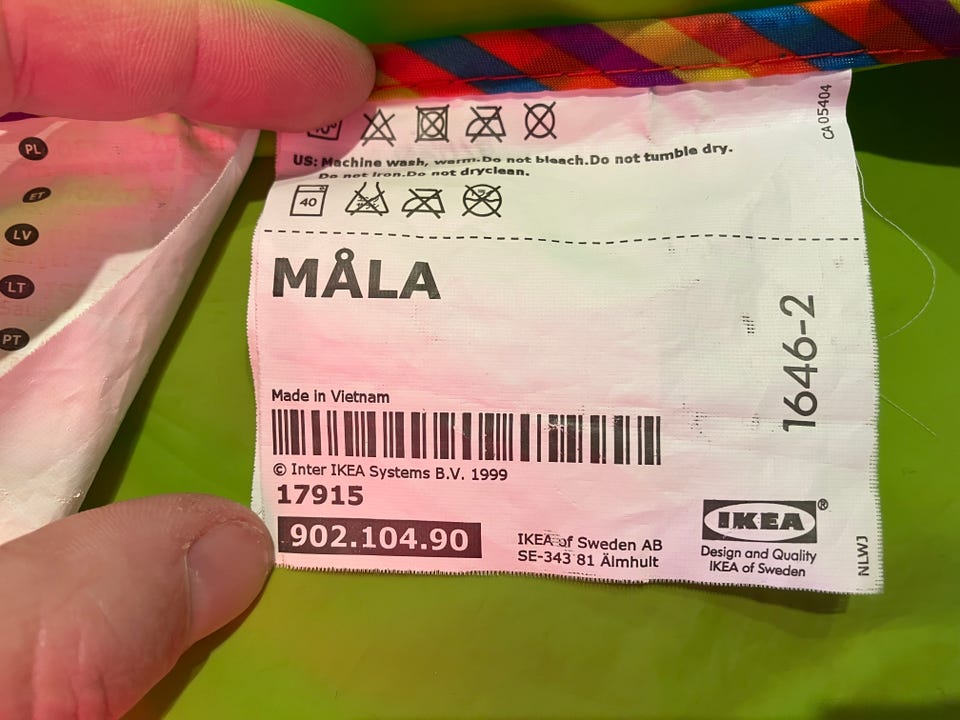 PL
ET
LV
LT
PT
CA 05404
US: Machine wash, warm.Do not bleach.Do not tumble dry.
Do not iron.Do not dryclean.
40
MÅLA
1646-2
Made in Vietnam
© Inter IKEA Systems B.V. 1999
17915
902.104.90
IKEA of Sweden AB
SE-343 81 Älmhult
IKEA®
Design and Quality
IKEA of Sweden
NLWJ